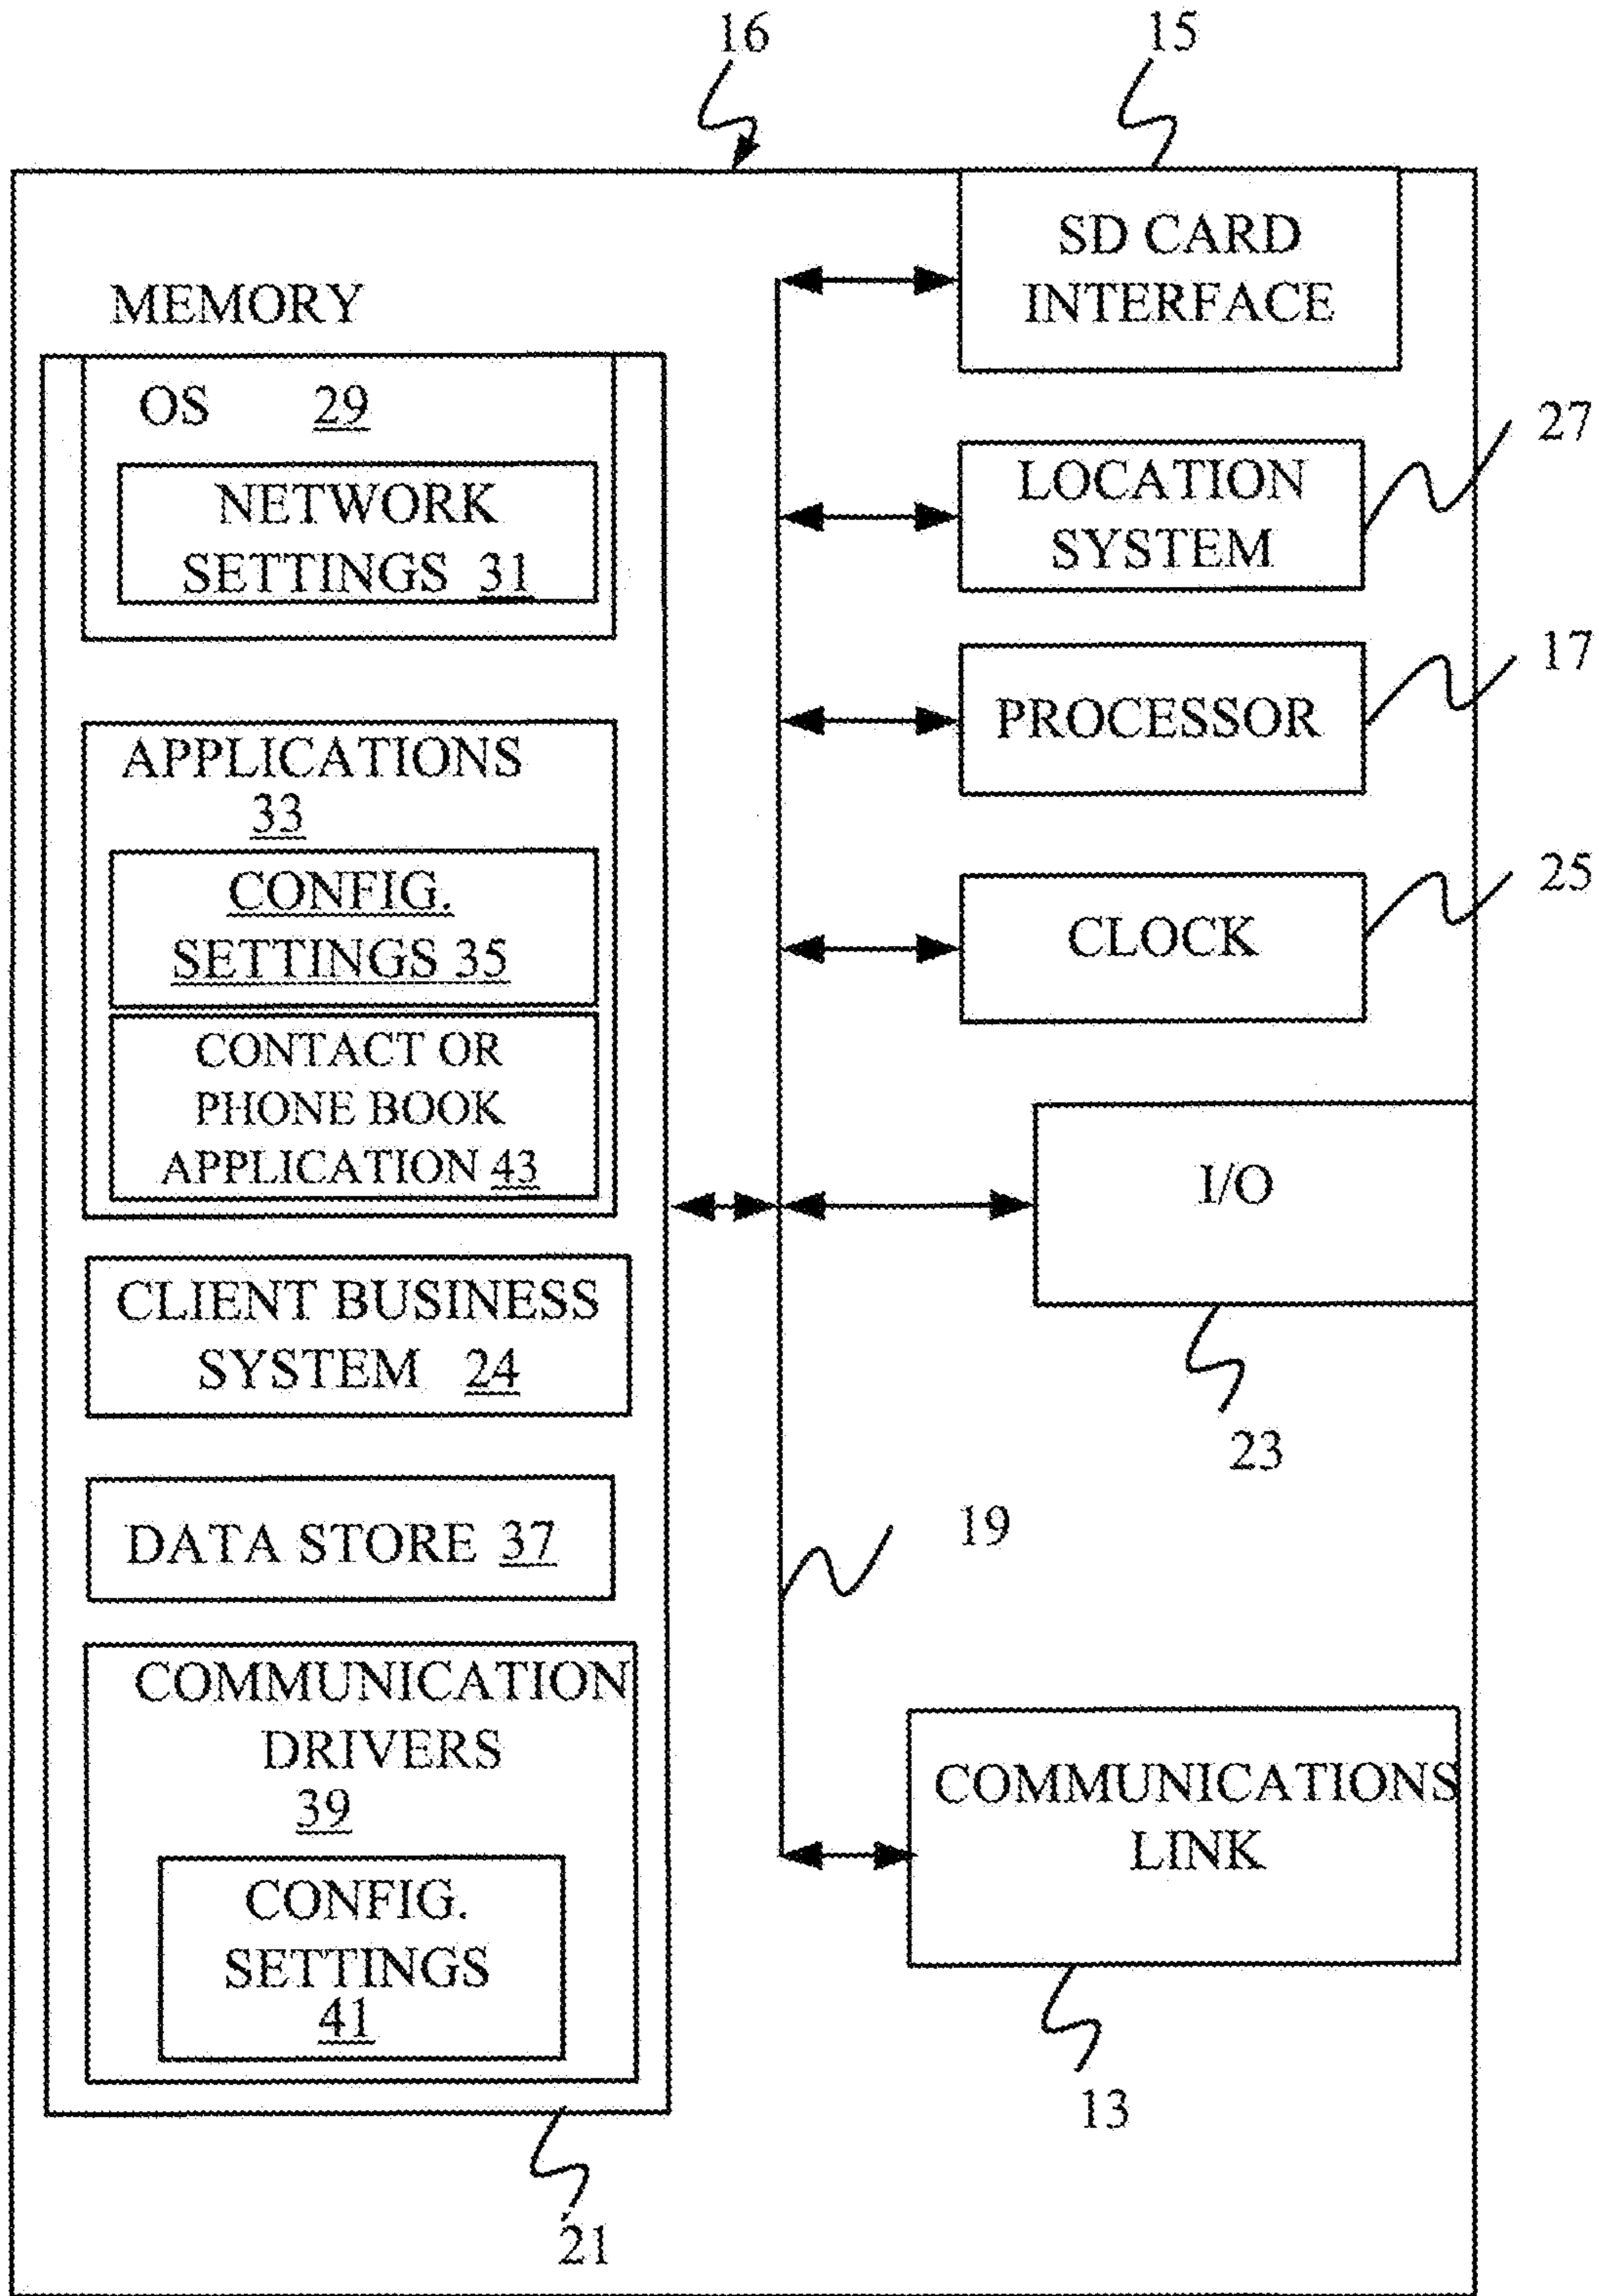 16
15
SD CARD
INTERFACE
MEMORY
OS 29
NETWORK
SETTINGS 31
27
LOCATION
SYSTEM
17
PROCESSOR
APPLICATIONS
33
CONFIG.
SETTINGS 35
25
CLOCK
CONTACT OR
PHONE BOOK
APPLICATION 43
I/O
23
CLIENT BUSINESS
SYSTEM 24
19
DATA STORE 37
COMMUNICATION
DRIVERS
39
CONFIG.
SETTINGS
41
COMMUNICATIONS
LINK
13
21